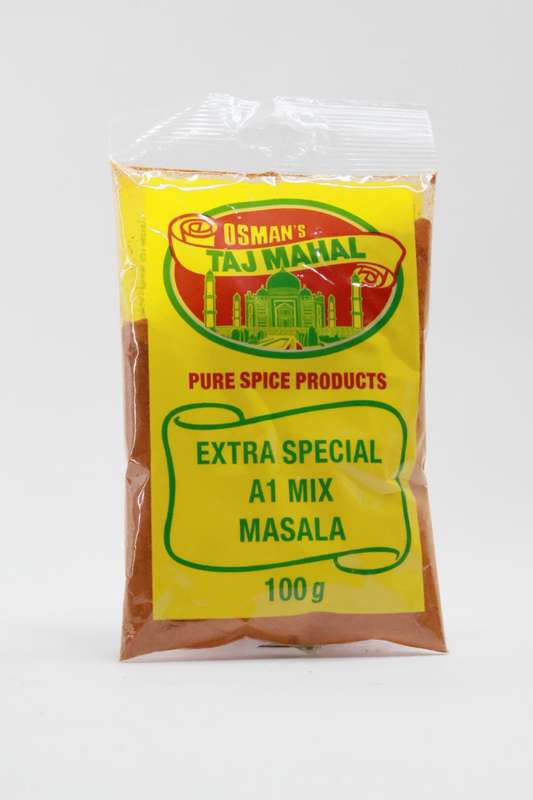 OSMAN'S
TAJ MAHAL
PURE SPICE PRODUCTS
EXTRA SPECIAL
A1 MIX
MASALA
100g